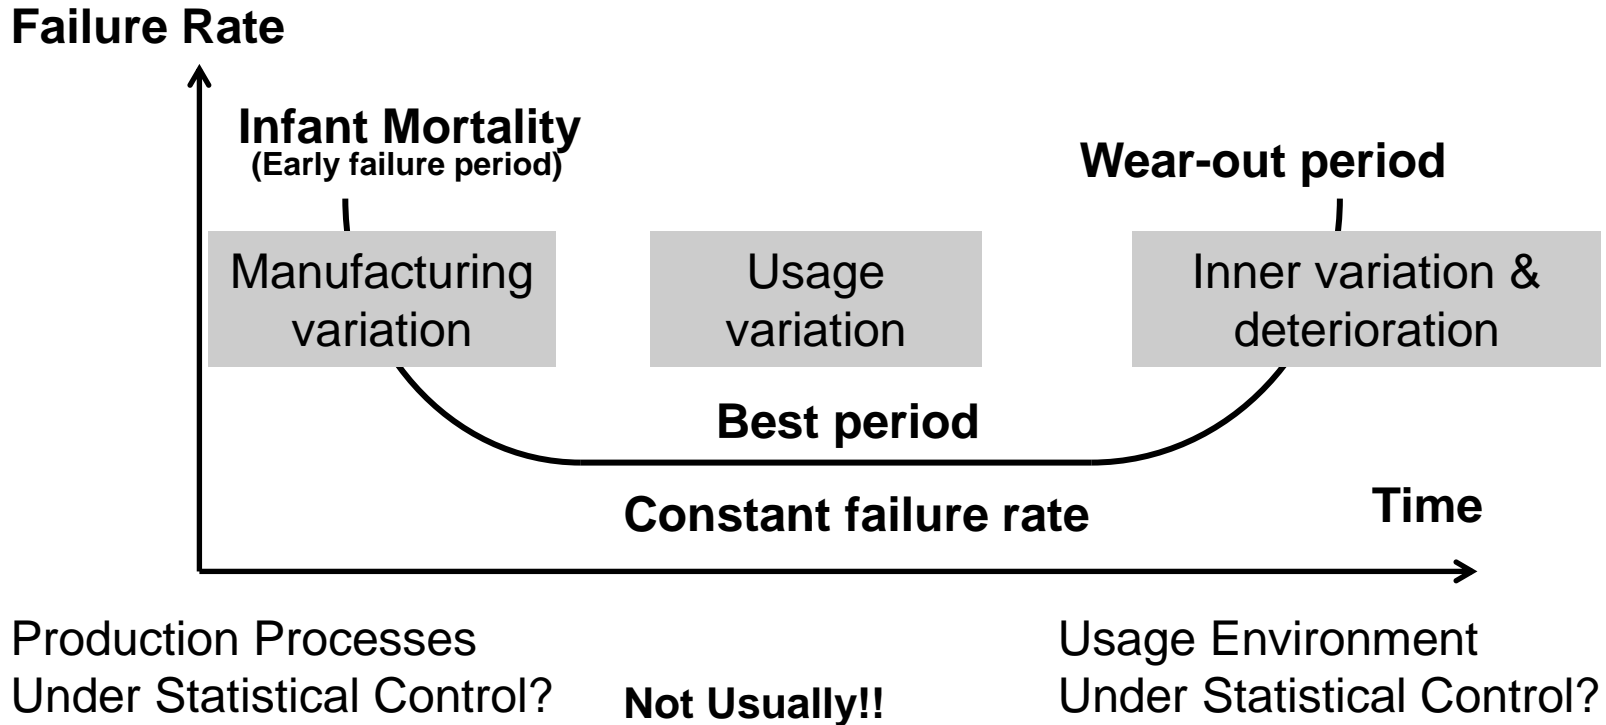 Failure Rate
Infant Mortality
(Early failure period)
Wear-out period
Manufacturing
variation
Usage
variation
Inner variation &
deterioration
Best period
Constant failure rate
Time
Production Processes
Under Statistical Control?
Not Usually!!
Usage Environment
Under Statistical Control?